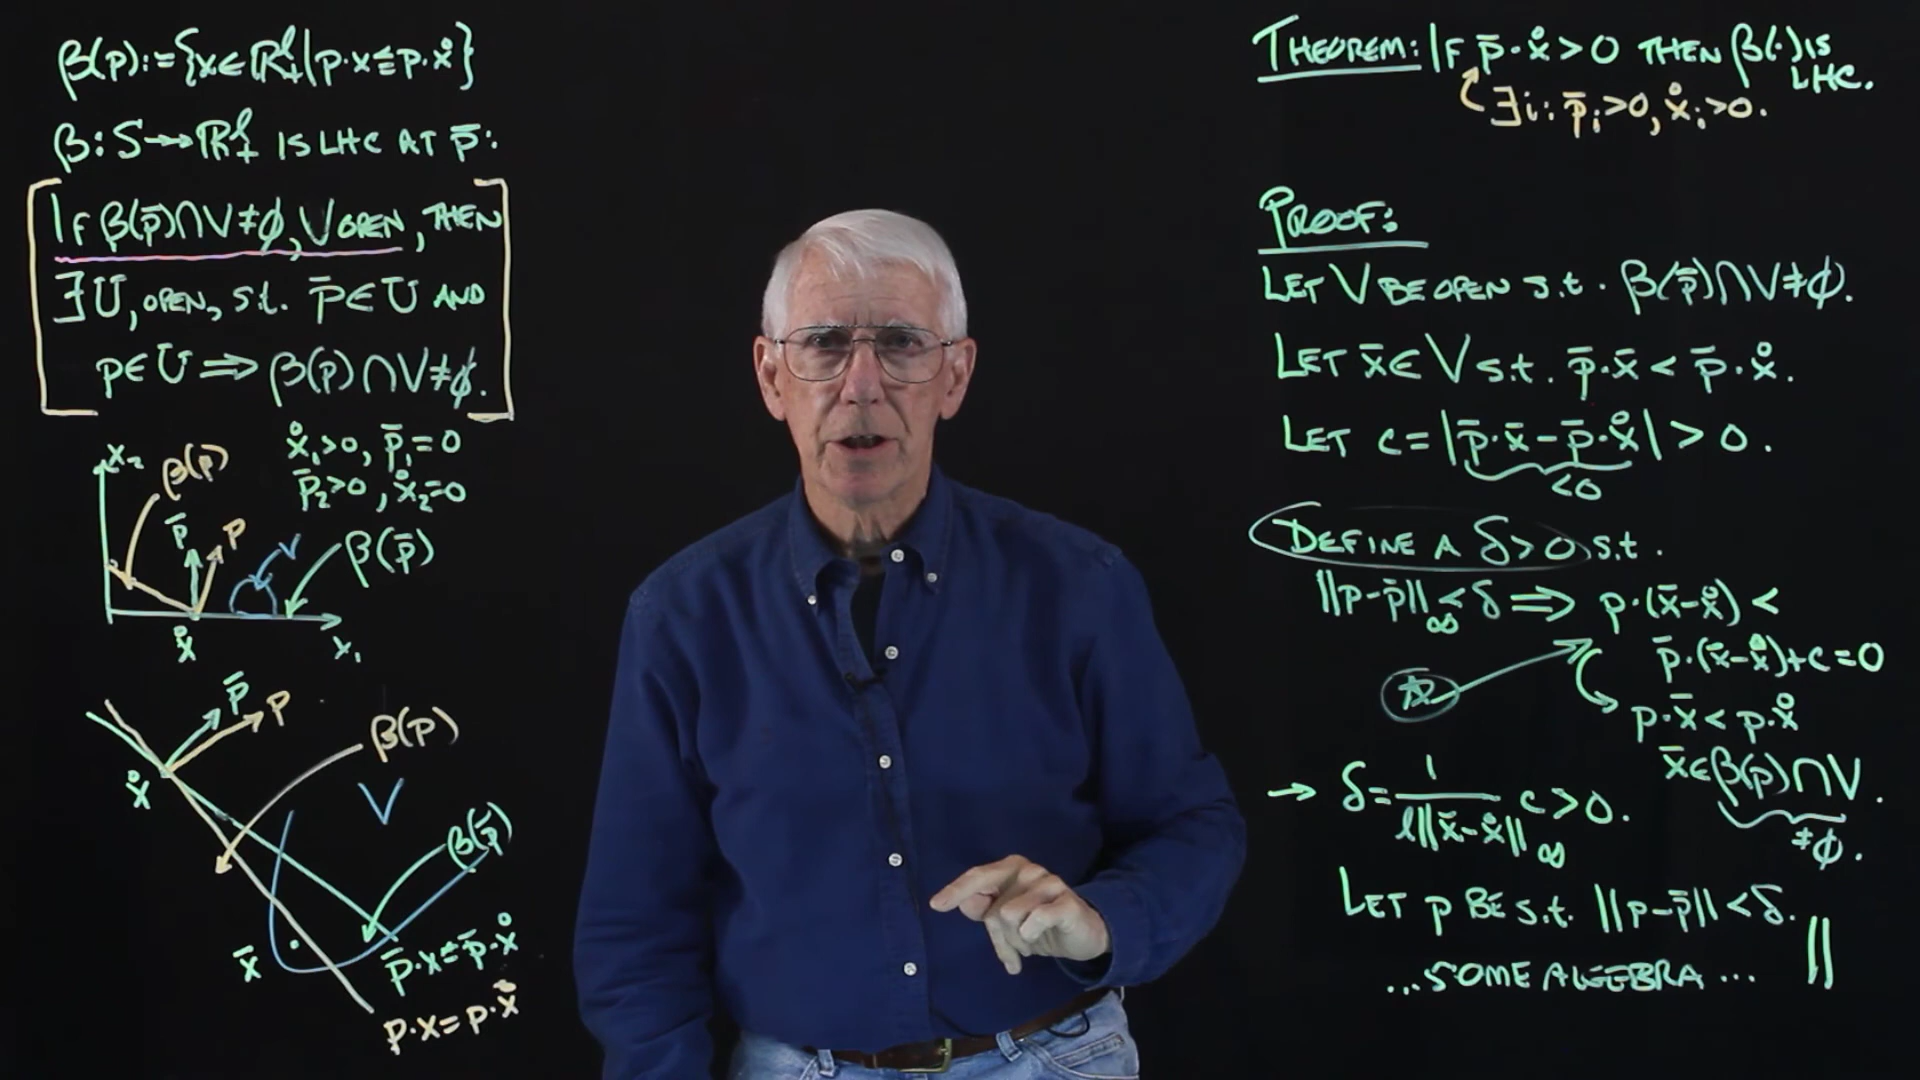 β(p):={x∈ℝˡ₊|p·x≦p·x̊}
β:S→→ℝˡ₊ IS LHC AT p̄:
IF β(p̄)∩V≠∅, V OPEN, THEN
∃U, OPEN, s.t. p̄∈U AND
p∈U ⟹ β(p)∩V≠∅.
x̊₁>0, p̄₁=0
p̄₂>0, x̊₂=0
x₂
β(p)
p̄
p
V
β(p̄)
x̊
x₁
p̄
p
β(p)
x̊
V
β(p̄)
x̄
p̄·x=p̄·x̊
p·x=p·x̊
THEOREM: IF p̄·x̊>0 THEN β(·) IS
LHC.
∃i: p̄ᵢ>0, x̊ᵢ>0.
PROOF:
LET V BE OPEN s.t. β(p̄)∩V≠∅.
LET x̄∈V s.t. p̄·x̄<p̄·x̊.
LET c=|p̄·x̄-p̄·x̊|>0.
<0
DEFINE A δ>0 s.t.
||p-p̄||∞<δ ⟹ p·(x̄-x̊)<
p̄·(x̄-x̊)+c=0
☆
p·x̄<p·x̊
x̄∈β(p)∩V.
≠∅.
→ δ=1/(ℓ||x̄-x̊||∞) c>0.
LET p BE s.t. ||p-p̄||<δ.
...SOME ALGEBRA... ||